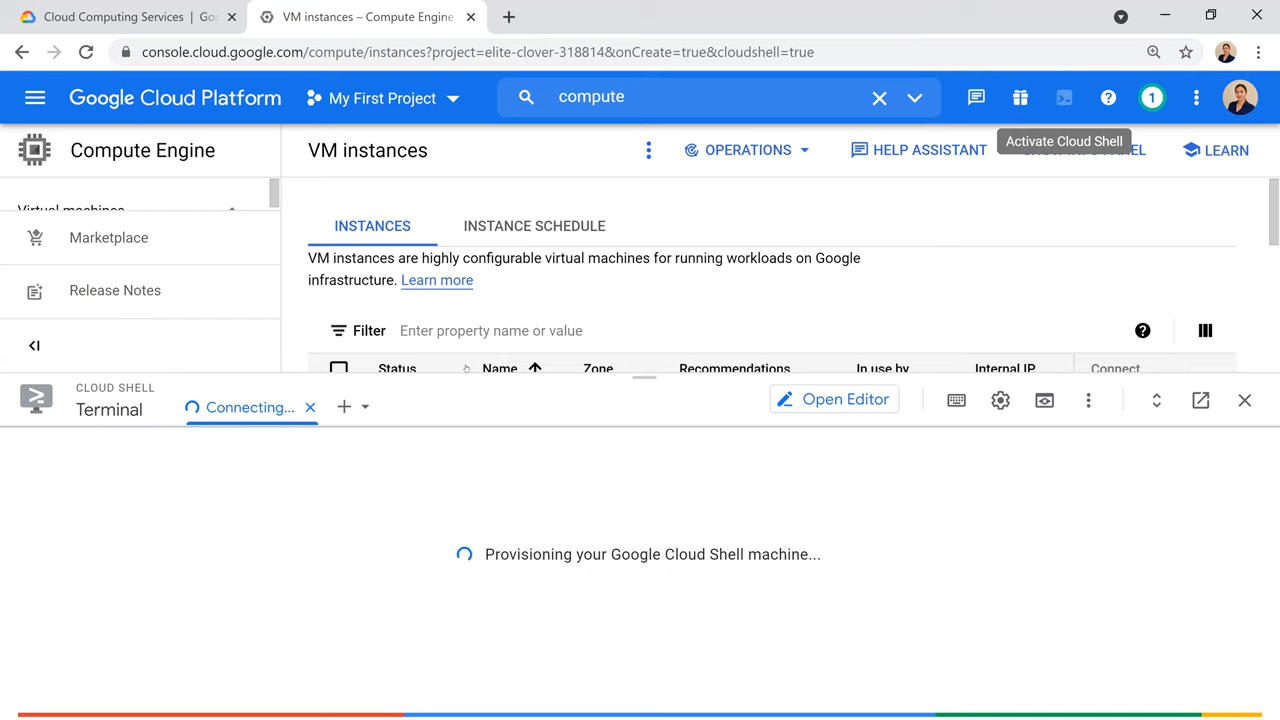 Cloud Computing Services | Goo
VM instances – Compute Engine
console.cloud.google.com/compute/instances?project=elite-clover-318814&onCreate=true&cloudshell=true
Google Cloud Platform
My First Project
compute
1
Compute Engine
VM instances
OPERATIONS
HELP ASSISTANT
Activate Cloud Shell
LEARN
Virtual machines
Marketplace
Release Notes
INSTANCES
INSTANCE SCHEDULE
VM instances are highly configurable virtual machines for running workloads on Google
infrastructure. Learn more
Filter
Enter property name or value
Status
Name
Zone
Recommendations
In use by
Internal IP
Connect
CLOUD SHELL
Terminal
Connecting...
Open Editor
Provisioning your Google Cloud Shell machine...